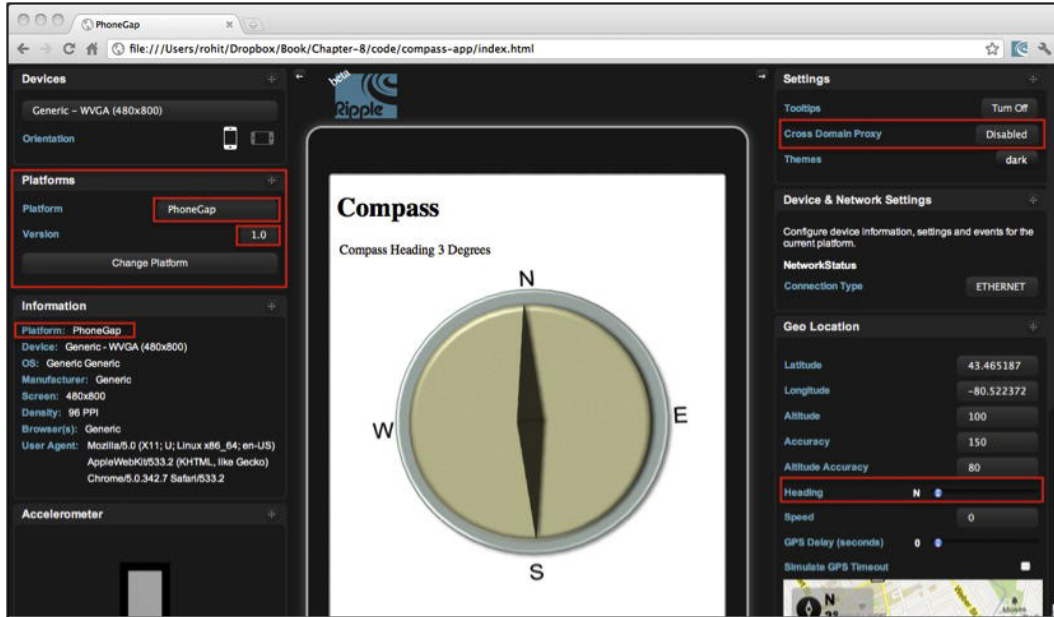 PhoneGap
file:///Users/rohit/Dropbox/Book/Chapter-8/code/compass-app/index.html
Devices
Generic - WVGA (480x800)
Orientation
Platforms
Platform PhoneGap
Version 1.0
Change Platform
Information
Platform: PhoneGap
Device: Generic - WVGA (480x800)
OS: Generic Generic
Manufacturer: Generic
Screen: 480x800
Density: 96 PPI
Browser(s): Generic
User Agent: Mozilla/5.0 (X11; U; Linux x86_64; en-US)
AppleWebKit/533.2 (KHTML, like Gecko)
Chrome/5.0.342.7 Safari/533.2
Accelerometer
beta
Ripple
Compass
Compass Heading 3 Degrees
N
W
E
S
Settings
Tooltips Turn Off
Cross Domain Proxy Disabled
Themes dark
Device & Network Settings
Configure device information, settings and events for the
current platform.
NetworkStatus
Connection Type ETHERNET
Geo Location
Latitude 43.465187
Longitude -80.522372
Altitude 100
Accuracy 150
Altitude Accuracy 80
Heading N
Speed 0
GPS Delay (seconds) 0
Simulate GPS Timeout
N